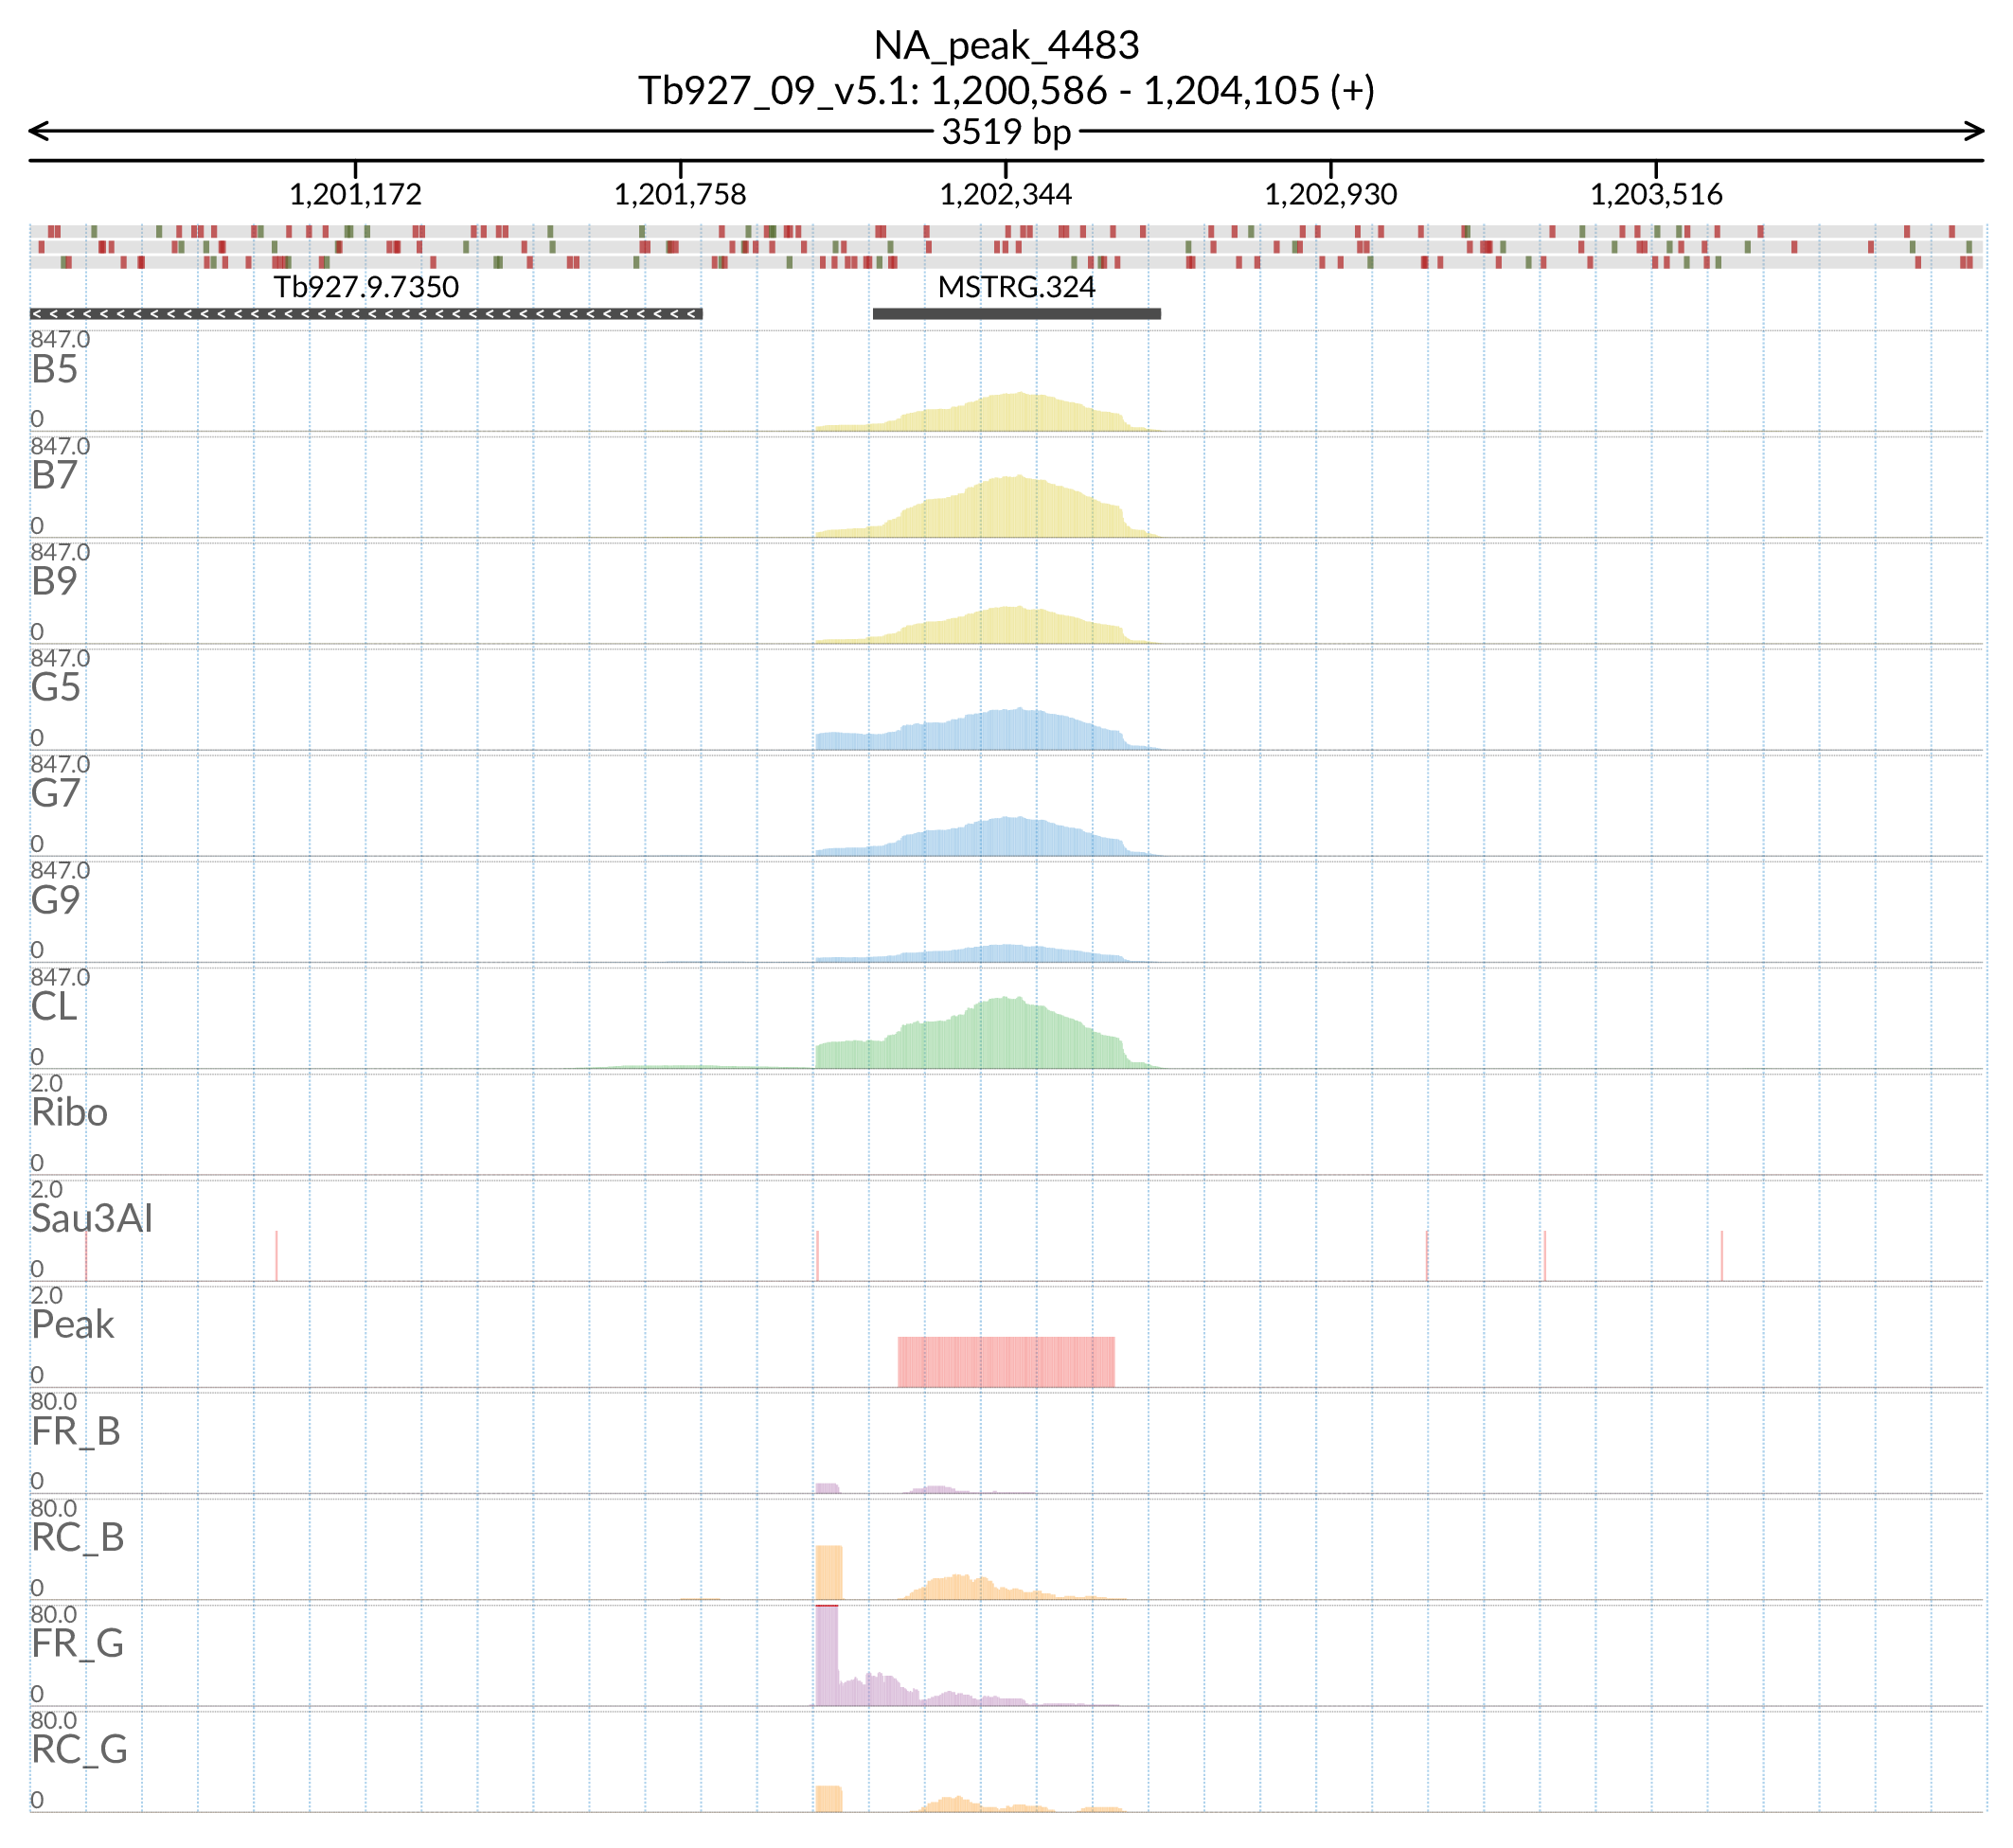 NA_peak_4483
Tb927_09_v5.1: 1,200,586 - 1,204,105 (+)
3519 bp
1,201,172 1,201,758 1,202,344 1,202,930 1,203,516
Tb927.9.7350 MSTRG.324
847.0
B5
0
847.0
B7
0
847.0
B9
0
847.0
G5
0
847.0
G7
0
847.0
G9
0
847.0
CL
0
2.0
Ribo
0
2.0
Sau3AI
0
2.0
Peak
0
80.0
FR_B
0
80.0
RC_B
0
80.0
FR_G
0
80.0
RC_G
0